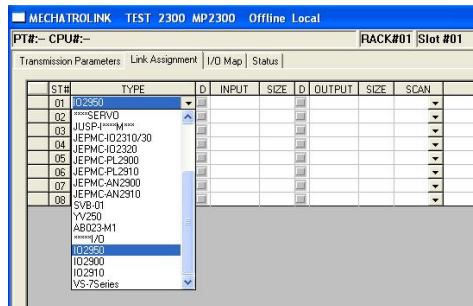 MECHATROLINK TEST 2300 MP2300 Offline Local
PT#:– CPU#:– RACK#01 Slot #01
Transmission Parameters Link Assignment I/O Map Status
ST# TYPE D INPUT SIZE D OUTPUT SIZE SCAN
01 IO2950
02 ****SERVO
03 JUSP-I****M***
JEPMC-IO2310/30
04 JEPMC-IO2320
05 JEPMC-PL2900
06 JEPMC-PL2910
07 JEPMC-AN2900
08 JEPMC-AN2910
SVB-01
YV250
AB023-M1
*****I/O
IO2950
IO2900
IO2910
VS-7Series